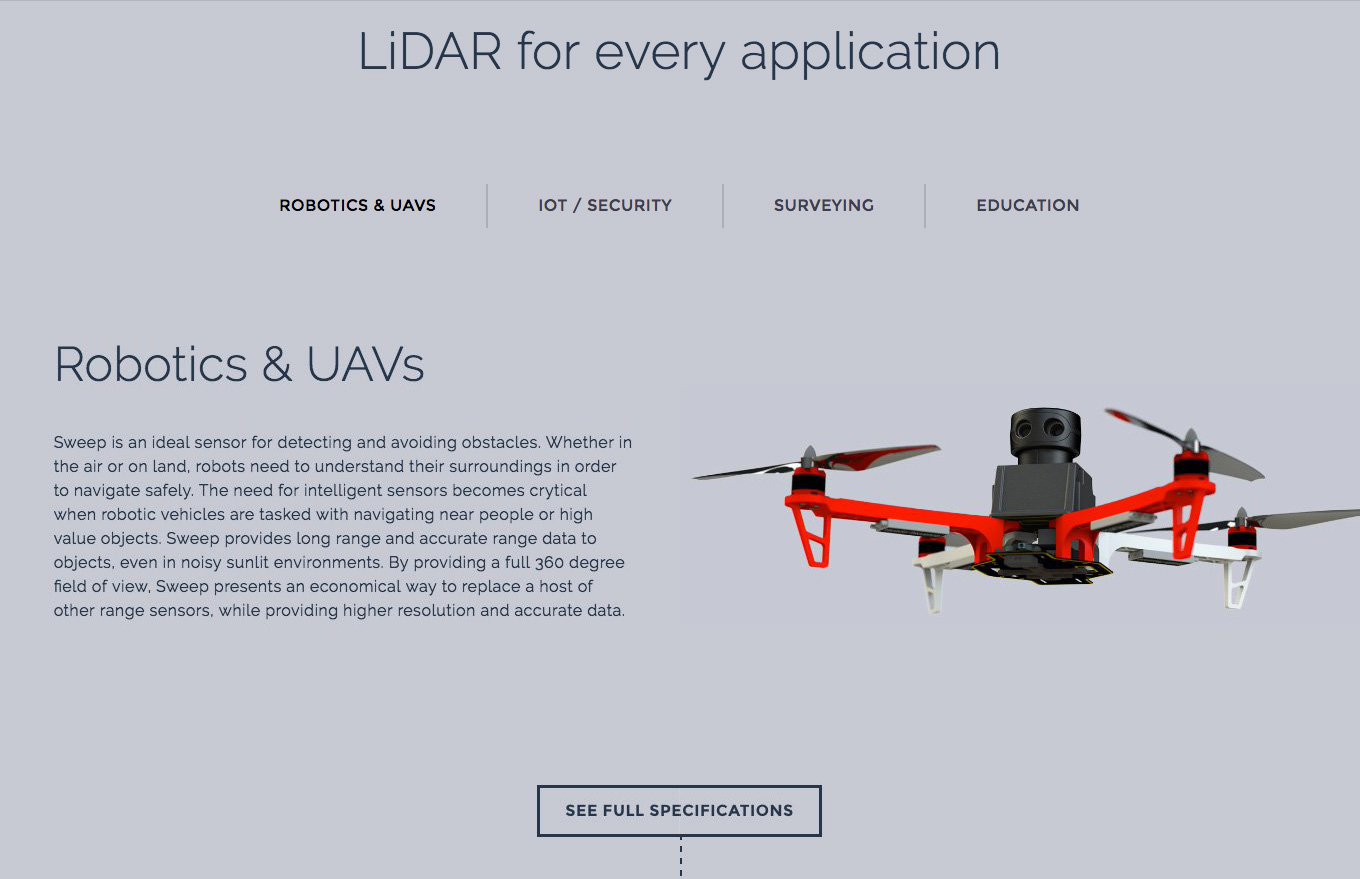 LiDAR for every application
ROBOTICS & UAVS
IOT / SECURITY
SURVEYING
EDUCATION
Robotics & UAVs
Sweep is an ideal sensor for detecting and avoiding obstacles. Whether in
the air or on land, robots need to understand their surroundings in order
to navigate safely. The need for intelligent sensors becomes crytical
when robotic vehicles are tasked with navigating near people or high
value objects. Sweep provides long range and accurate range data to
objects, even in noisy sunlit environments. By providing a full 360 degree
field of view, Sweep presents an economical way to replace a host of
other range sensors, while providing higher resolution and accurate data.
SEE FULL SPECIFICATIONS